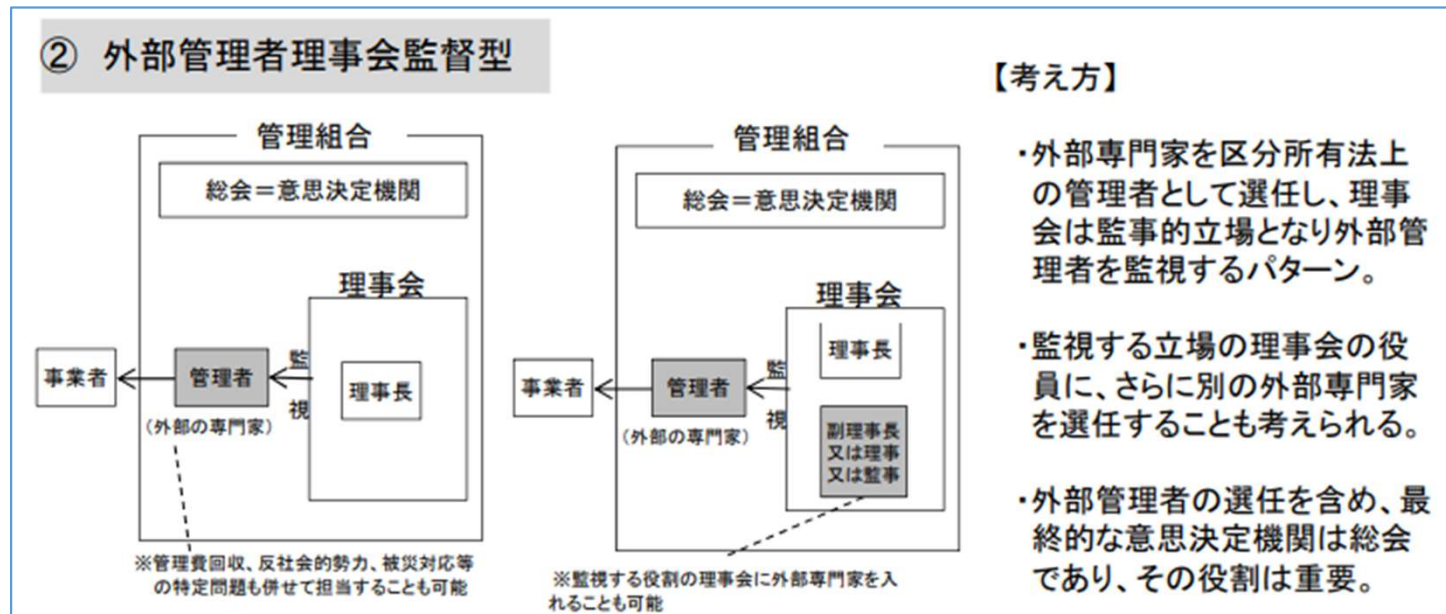 ② 外部管理者理事会監督型
管理組合
総会＝意思決定機関
理事会
理事長
監
視
管理者
(外部の専門家)
事業者
※管理費回収、反社会的勢力、被災対応等
の特定問題も併せて担当することも可能
管理組合
総会＝意思決定機関
理事会
理事長
監
視
管理者
(外部の専門家)
事業者
副理事長
又は理事
又は監事
※監視する役割の理事会に外部専門家を入
れることも可能
【考え方】
・外部専門家を区分所有法上
の管理者として選任し、理事
会は監事的立場となり外部管
理者を監視するパターン。
・監視する立場の理事会の役
員に、さらに別の外部専門家
を選任することも考えられる。
・外部管理者の選任を含め、最
終的な意思決定機関は総会
であり、その役割は重要。